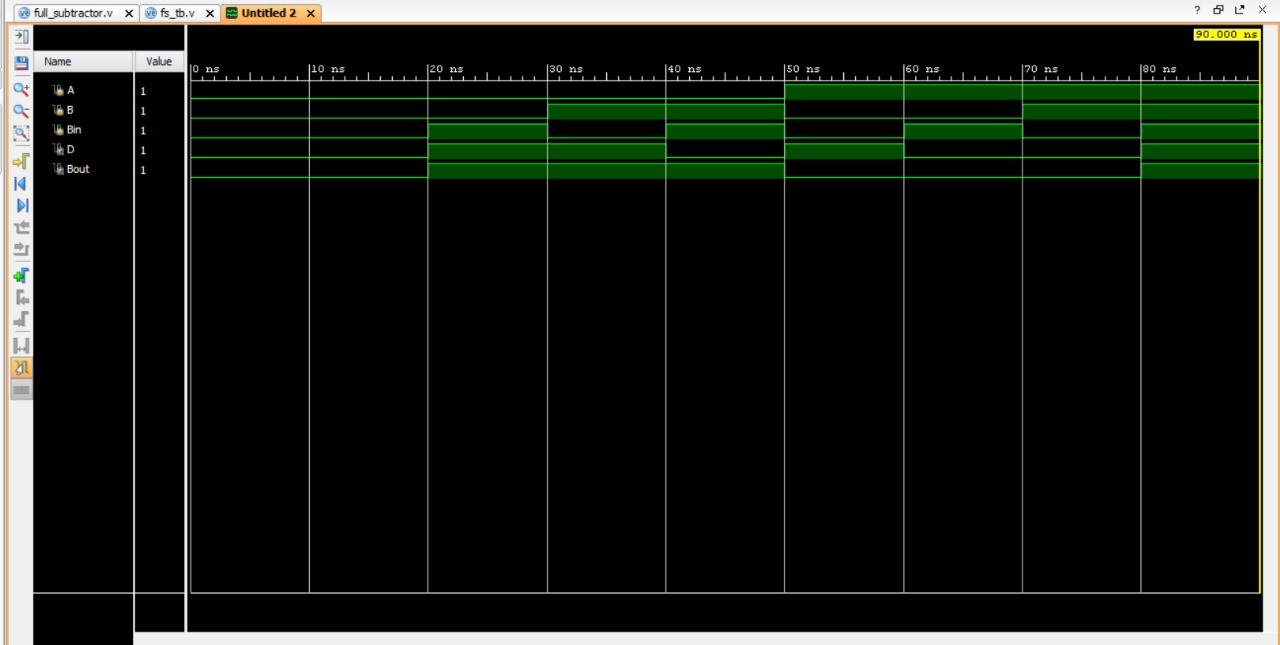 full_subtractor.v fs_tb.v Untitled 2
90.000 ns
Name Value
0 ns 10 ns 20 ns 30 ns 40 ns 50 ns 60 ns 70 ns 80 ns
A 1
B 1
Bin 1
D 1
Bout 1